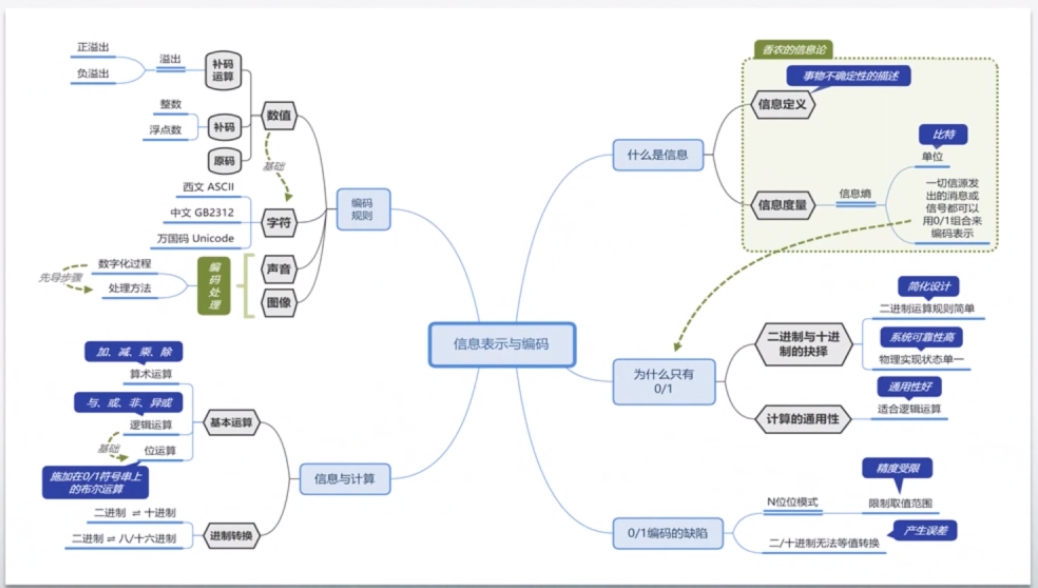 信息表示与编码
香农的信息论
什么是信息
事物不确定性的描述
信息定义
信息度量
信息熵
比特
单位
一切信源发
出的消息或
信号都可以
用0/1组合来
编码表示
为什么只有
0/1
二进制与十进
制的抉择
简化设计
二进制运算规则简单
系统可靠性高
物理实现状态单一
计算的通用性
通用性好
适合逻辑运算
0/1编码的缺陷
N位位模式
精度受限
限制取值范围
二/十进制无法等值转换
产生误差
编码
规则
数值
补码
运算
溢出
正溢出
负溢出
补码
整数
浮点数
原码
基础
字符
西文 ASCII
中文 GB2312
万国码 Unicode
声音
图像
编
码
处
理
数字化过程
处理方法
先导步骤
信息与计算
基本运算
加、减、乘、除
算术运算
与、或、非、异或
逻辑运算
基础
位运算
施加在0/1符号串上
的布尔运算
进制转换
二进制 ⇌ 十进制
二进制 ⇌ 八/十六进制